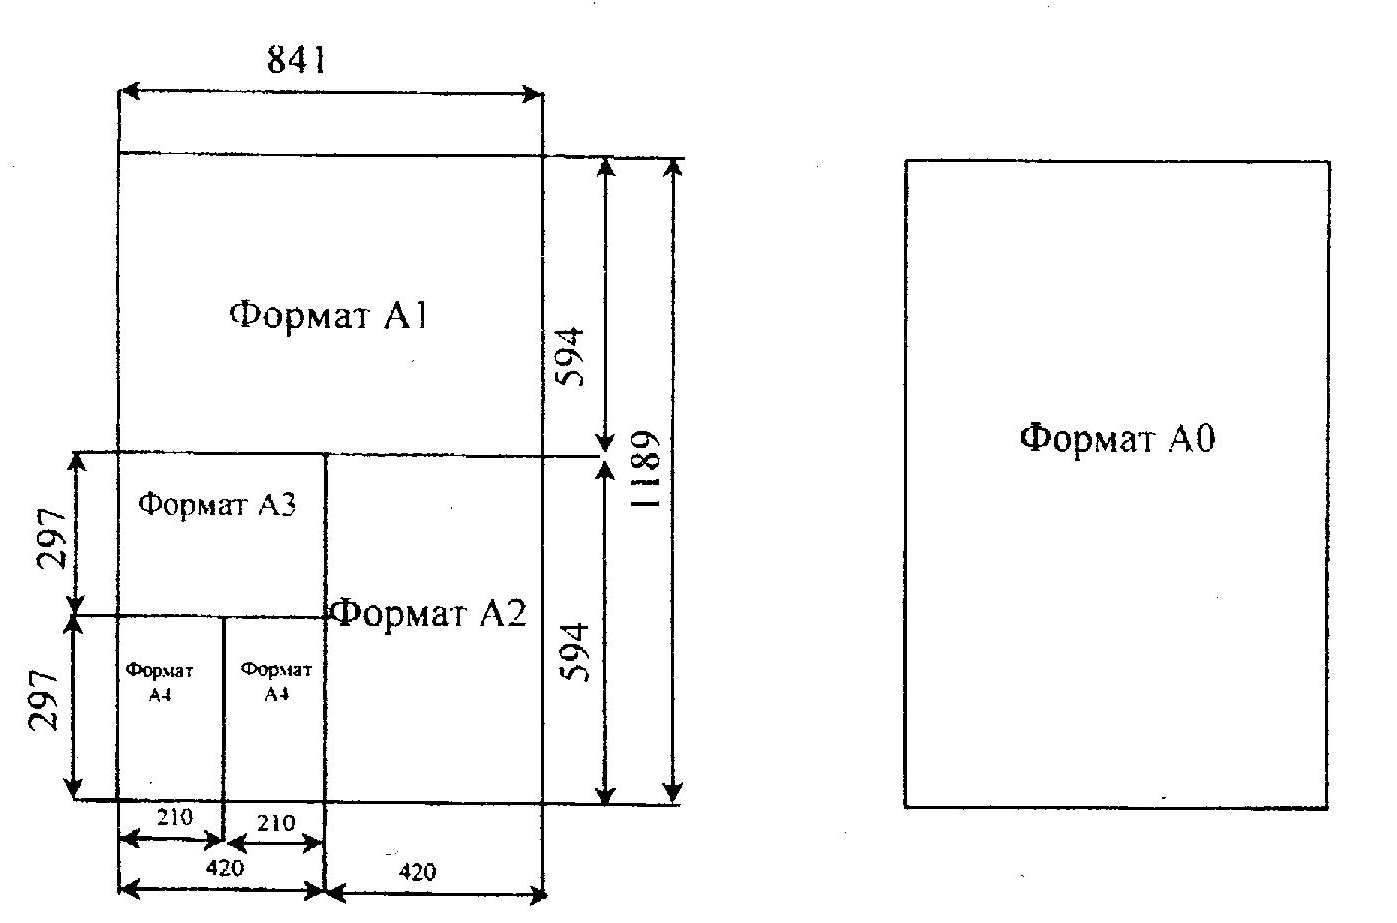 841
Формат А1
594
1189
Формат А0
297
Формат А3
Формат А2
594
297
Формат
А4
Формат
А4
210
210
420
420